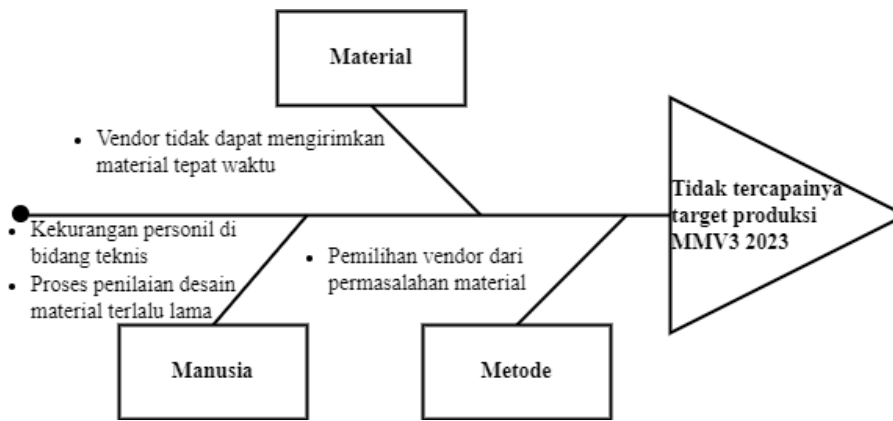 Material
• Vendor tidak dapat mengirimkan
material tepat waktu
Tidak tercapainya
target produksi
MMV3 2023
• Kekurangan personil di
bidang teknis
• Proses penilaian desain
material terlalu lama
• Pemilihan vendor dari
permasalahan material
Manusia
Metode